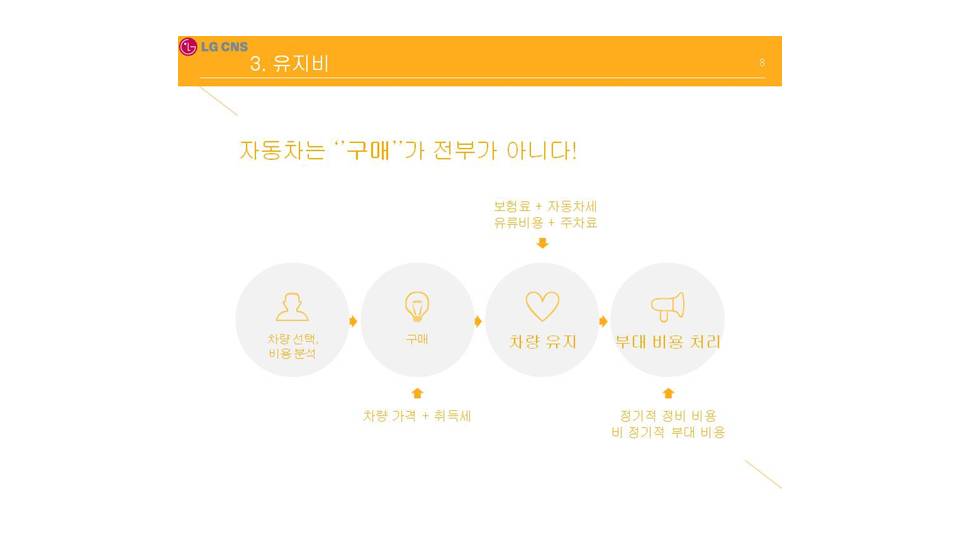 LG CNS
3. 유지비
8
자동차는 ‘’구매’’가 전부가 아니다!
보험료 + 자동차세
유류비용 + 주차료
차량 선택,
비용 분석
구매
차량 유지
부대 비용 처리
차량 가격 + 취득세
정기적 정비 비용
비 정기적 부대 비용